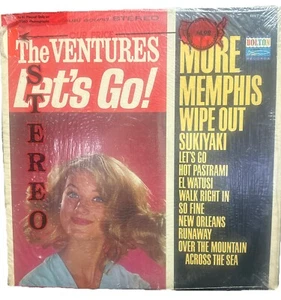 STEREO
The VENTURES
Let's Go!
STEREO
DOLTON
MORE
MEMPHIS
WIPE OUT
SUKIYAKI
LET'S GO
HOT PASTRAMI
EL WATUSI
WALK RIGHT IN
SO FINE
NEW ORLEANS
RUNAWAY
OVER THE MOUNTAIN
ACROSS THE SEA